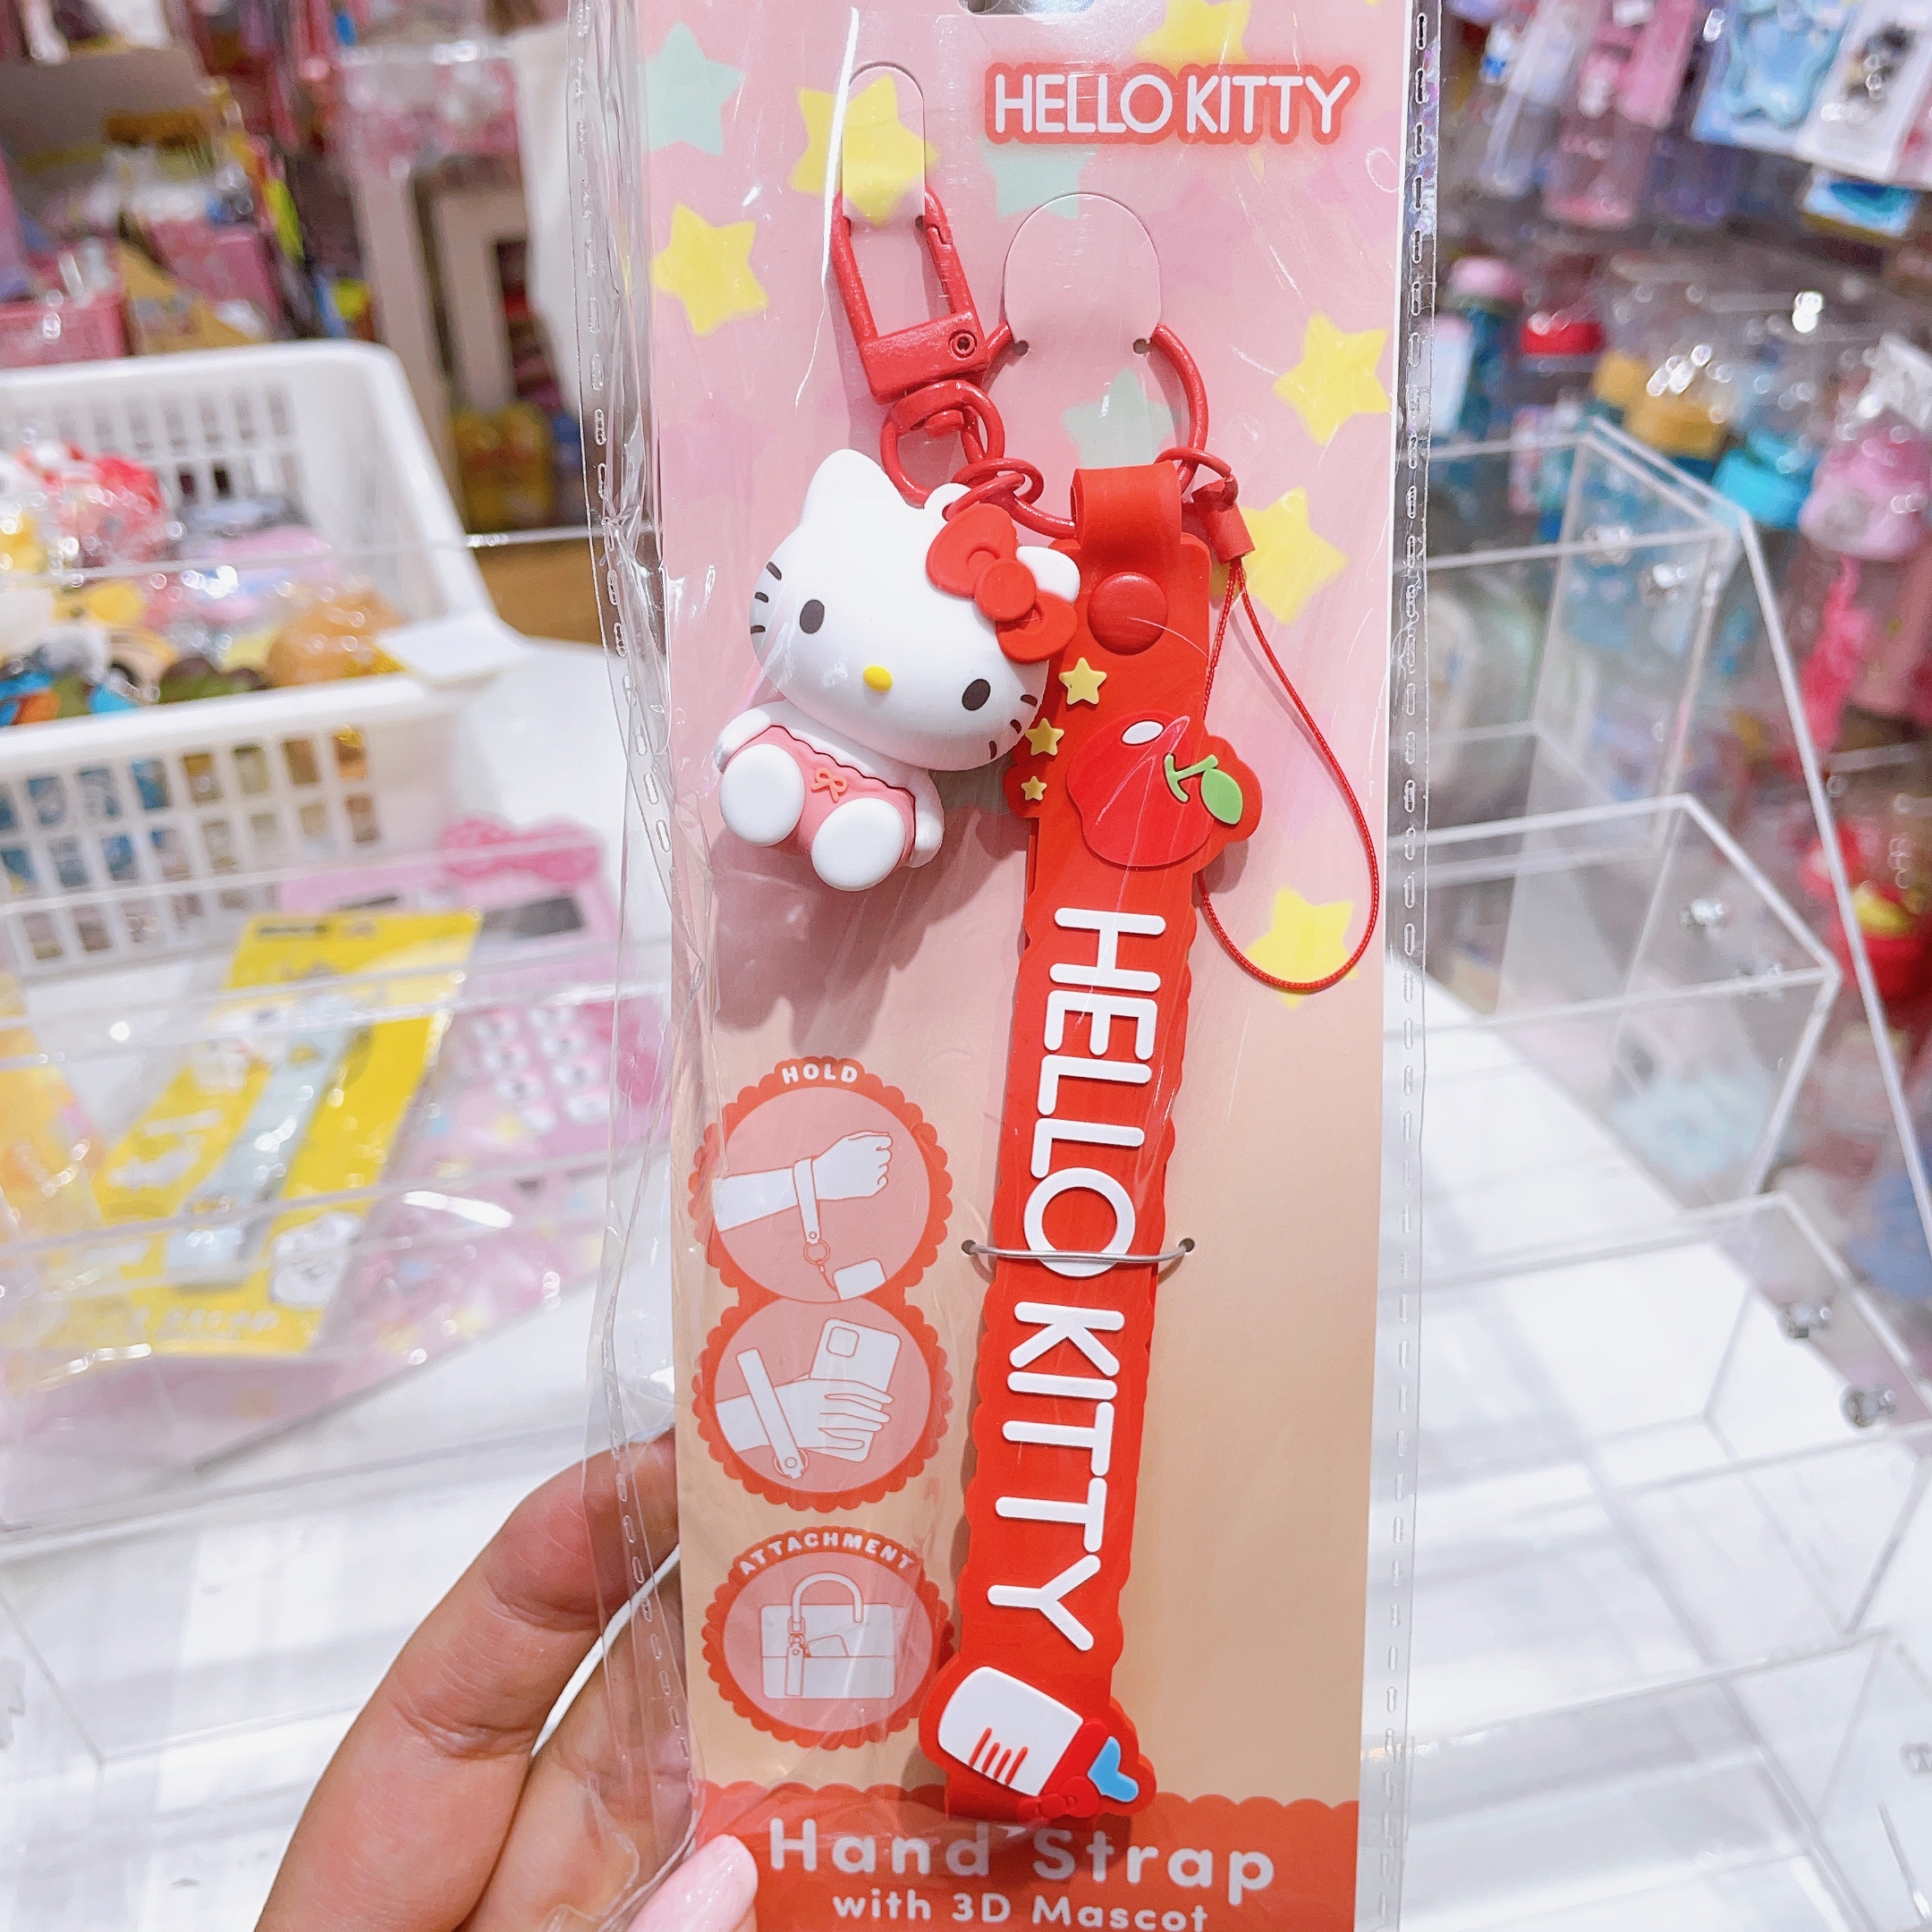 HELLO KITTY
HELLO KITTY
HOLD
ATTACHMENT
Hand Strap
with 3D Mascot